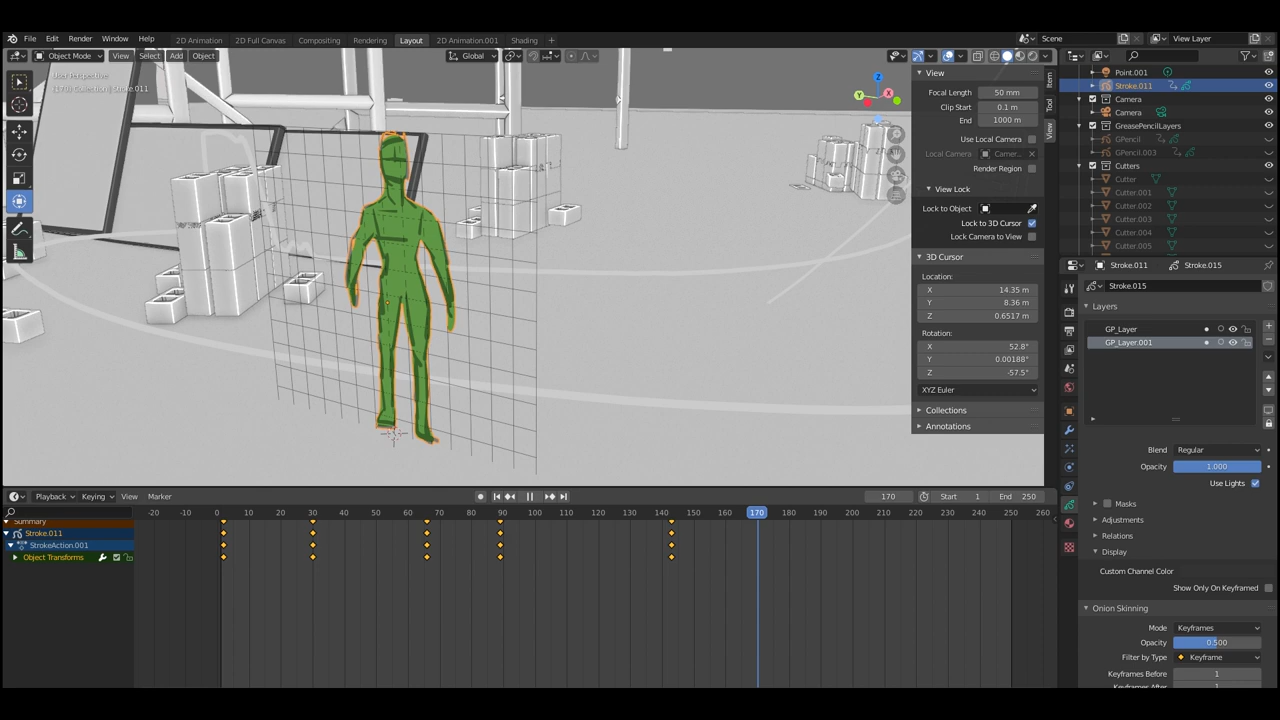 File Edit Render Window Help 2D Animation 2D Full Canvas Compositing Rendering Layout 2D Animation.001 Shading + Scene View Layer
Object Mode View Select Add Object Global
User Perspective
Stroke.011
Z
Y
X
View
Focal Length 50 mm
Clip Start 0.1 m
End 1000 m
Use Local Camera
Local Camera Camer...
Render Region
View Lock
Lock to Object
Lock to 3D Cursor
Lock Camera to View
3D Cursor
Location:
X 14.35 m
Y 8.36 m
Z 0.6517 m
Rotation:
X 52.8°
Y 0.00188°
Z -57.5°
XYZ Euler
Collections
Annotations
Item
Tool
View
Point.001
Stroke.011
Camera
Camera
GreasePencilLayers
GPencil
GPencil.003
Cutters
Cutter
Cutter.001
Cutter.002
Cutter.003
Cutter.004
Cutter.005
Stroke.011 Stroke.015
Stroke.015
Layers
GP_Layer
GP_Layer.001
Blend Regular
Opacity 1.000
Use Lights
Masks
Adjustments
Relations
Display
Custom Channel Color
Show Only On Keyframed
Onion Skinning
Mode Keyframes
Opacity 0.500
Filter by Type Keyframe
Keyframes Before 1
Keyframes After 1
Playback Keying View Marker 170 Start 1 End 250
-20 -10 0 10 20 30 40 50 60 70 80 90 100 110 120 130 140 150 160 170 180 190 200 210 220 230 240 250 260
Summary
Stroke.011
StrokeAction.001
Object Transforms